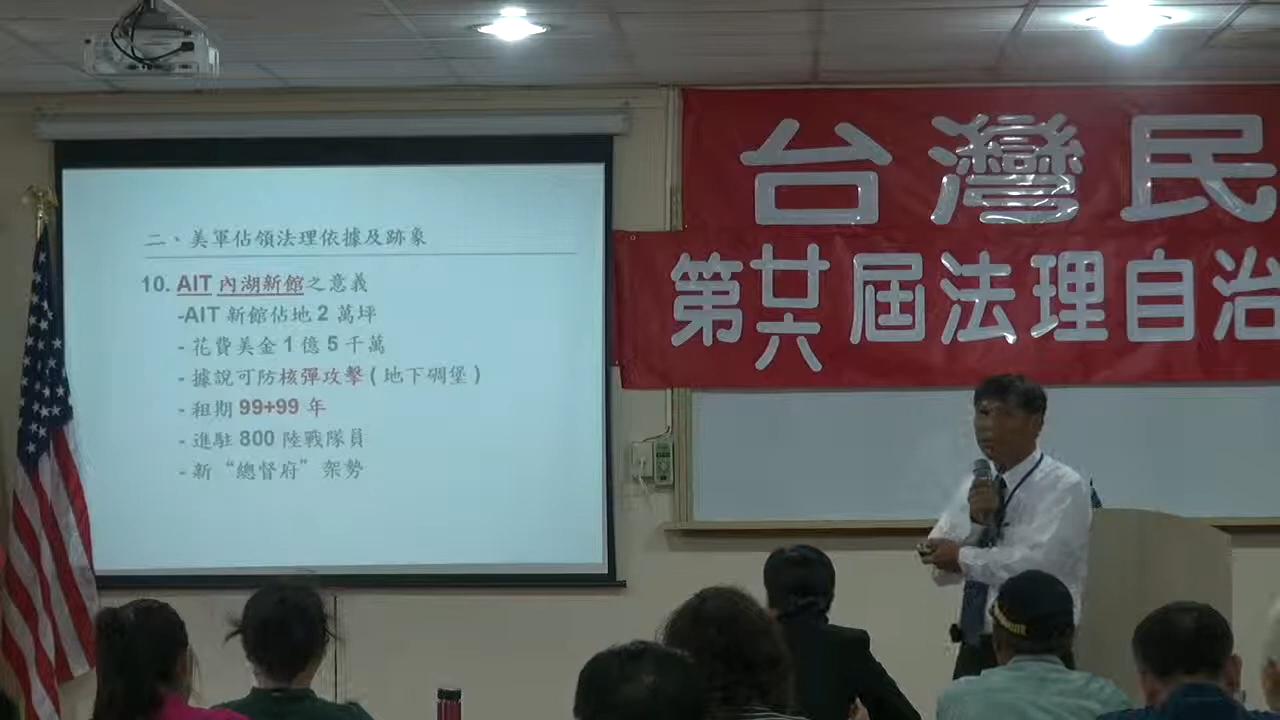 二、美軍佔領法理依據及跡象
10. AIT 內湖新館之意義
-AIT 新館佔地 2 萬坪
- 花費美金 1 億 5 千萬
- 據說可防核彈攻擊 ( 地下碉堡 )
- 租期 99+99 年
- 進駐 800 陸戰隊員
- 新 “總督府” 架勢
台灣民
第廿六屆法理自治